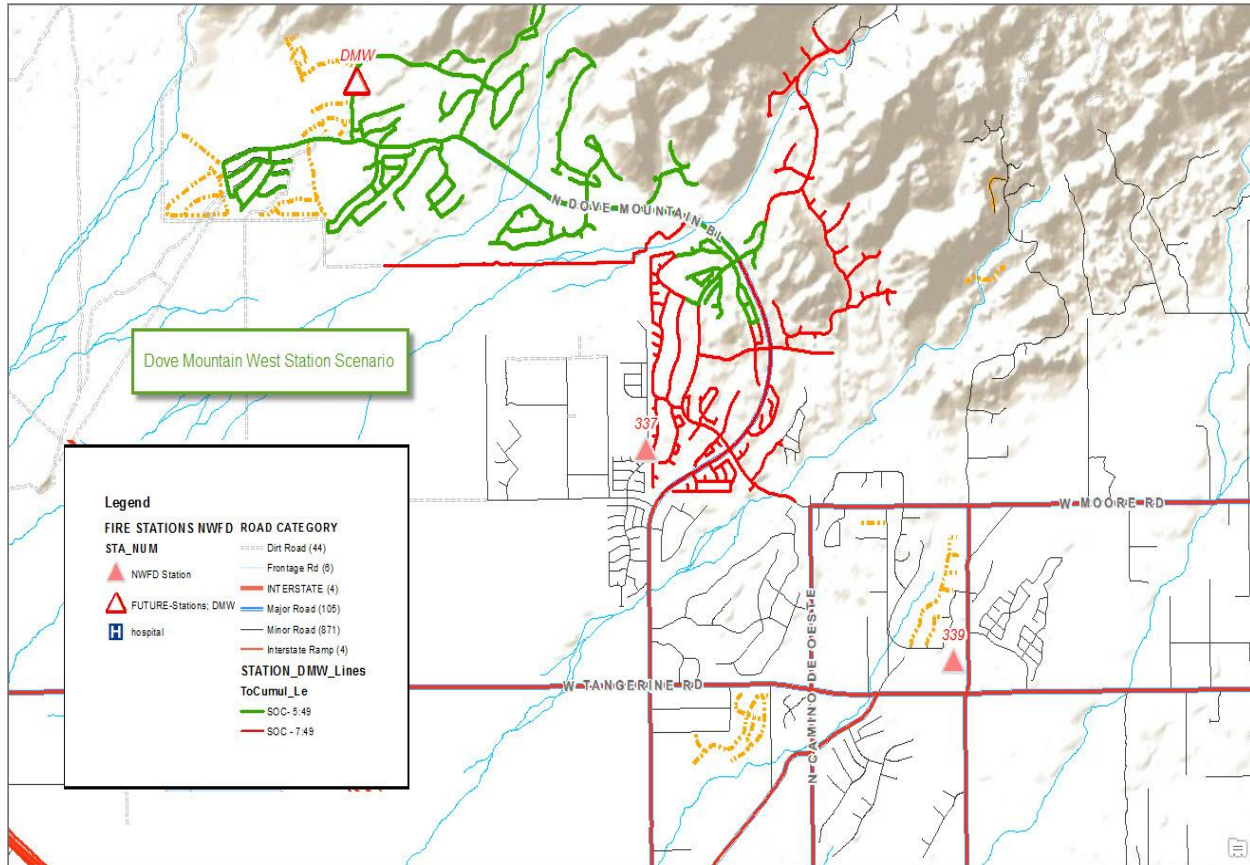 DMW
N DOVE MOUNTAIN BL
Dove Mountain West Station Scenario
337
W MOORE RD
339
N CAMINO DE OESTE
W TANGERINE RD
Legend
FIRE STATIONS NWFD
STA_NUM
NWFD Station
FUTURE-Stations; DMW
H hospital
ROAD CATEGORY
Dirt Road (44)
Frontage Rd (6)
INTERSTATE (4)
Major Road (105)
Minor Road (871)
Interstate Ramp (4)
STATION_DMW_Lines
ToCumul_Le
SOC- 5:49
SOC - 7:49